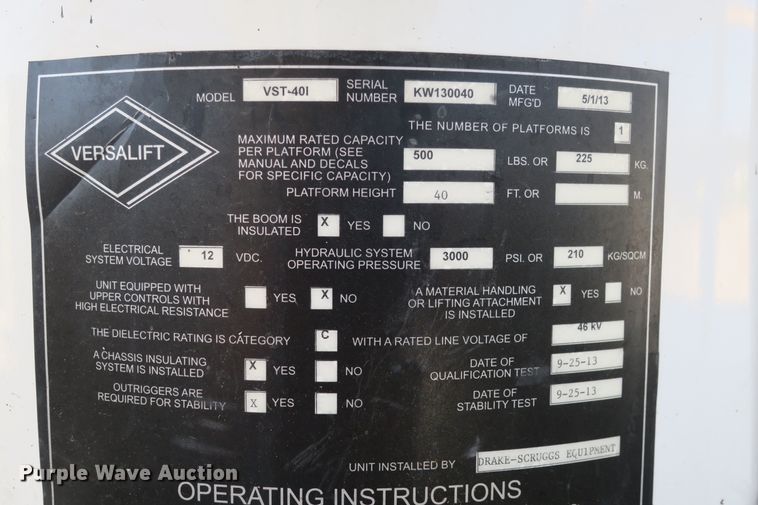 MODEL VST-40I SERIAL NUMBER KW130040 DATE MFG'D 5/1/13
VERSALIFT
THE NUMBER OF PLATFORMS IS 1
MAXIMUM RATED CAPACITY
PER PLATFORM (SEE
MANUAL AND DECALS
FOR SPECIFIC CAPACITY) 500 LBS. OR 225 KG.
PLATFORM HEIGHT 40 FT. OR M.
THE BOOM IS
INSULATED X YES NO
ELECTRICAL
SYSTEM VOLTAGE 12 VDC. HYDRAULIC SYSTEM
OPERATING PRESSURE 3000 PSI. OR 210 KG/SQCM
UNIT EQUIPPED WITH
UPPER CONTROLS WITH
HIGH ELECTRICAL RESISTANCE YES X NO
A MATERIAL HANDLING
OR LIFTING ATTACHMENT
IS INSTALLED X YES NO
THE DIELECTRIC RATING IS CATEGORY C WITH A RATED LINE VOLTAGE OF 46 kV
A CHASSIS INSULATING
SYSTEM IS INSTALLED X YES NO
DATE OF
QUALIFICATION TEST 9-25-13
OUTRIGGERS ARE
REQUIRED FOR STABILITY X YES NO
DATE OF
STABILITY TEST 9-25-13
UNIT INSTALLED BY DRAKE-SCRUGGS EQUIPMENT
OPERATING INSTRUCTIONS
Purple Wave Auction